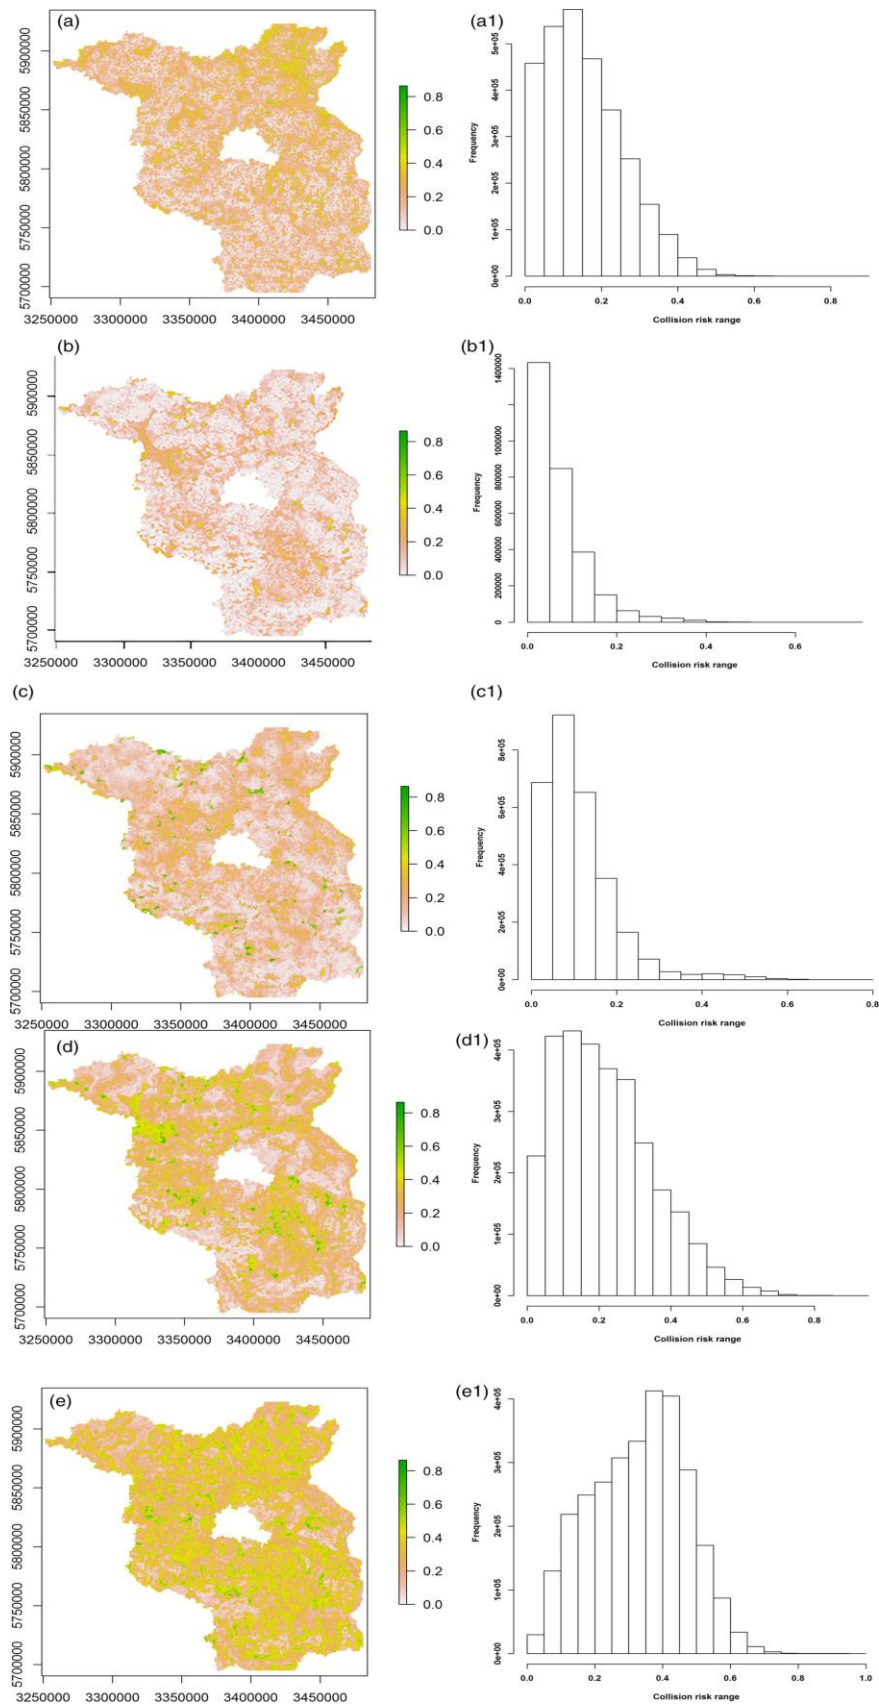 (a)
5900000
5850000
5800000
5750000
5700000
3250000 3300000 3350000 3400000 3450000
0.8
0.6
0.4
0.2
0.0
(a1)
Frequency
5e+05
4e+05
3e+05
2e+05
1e+05
0e+00
0.0 0.2 0.4 0.6 0.8
Collision risk range
(b)
5900000
5850000
5800000
5750000
5700000
3250000 3300000 3350000 3400000 3450000
0.8
0.6
0.4
0.2
0.0
(b1)
Frequency
1400000
1000000
800000
600000
400000
200000
0
0.0 0.2 0.4 0.6
Collision risk range
(c)
5900000
5850000
5800000
5750000
5700000
3250000 3300000 3350000 3400000 3450000
0.8
0.6
0.4
0.2
0.0
(c1)
Frequency
8e+05
6e+05
4e+05
2e+05
0e+00
0.0 0.2 0.4 0.6 0.8
Collision risk range
(d)
5900000
5850000
5800000
5750000
5700000
3250000 3300000 3350000 3400000 3450000
0.8
0.6
0.4
0.2
0.0
(d1)
Frequency
4e+05
3e+05
2e+05
1e+05
0e+00
0.0 0.2 0.4 0.6 0.8
Collision risk range
(e)
5900000
5850000
5800000
5750000
5700000
3250000 3300000 3350000 3400000 3450000
0.8
0.6
0.4
0.2
0.0
(e1)
Frequency
4e+05
3e+05
2e+05
1e+05
0e+00
0.0 0.2 0.4 0.6 0.8 1.0
Collision risk range